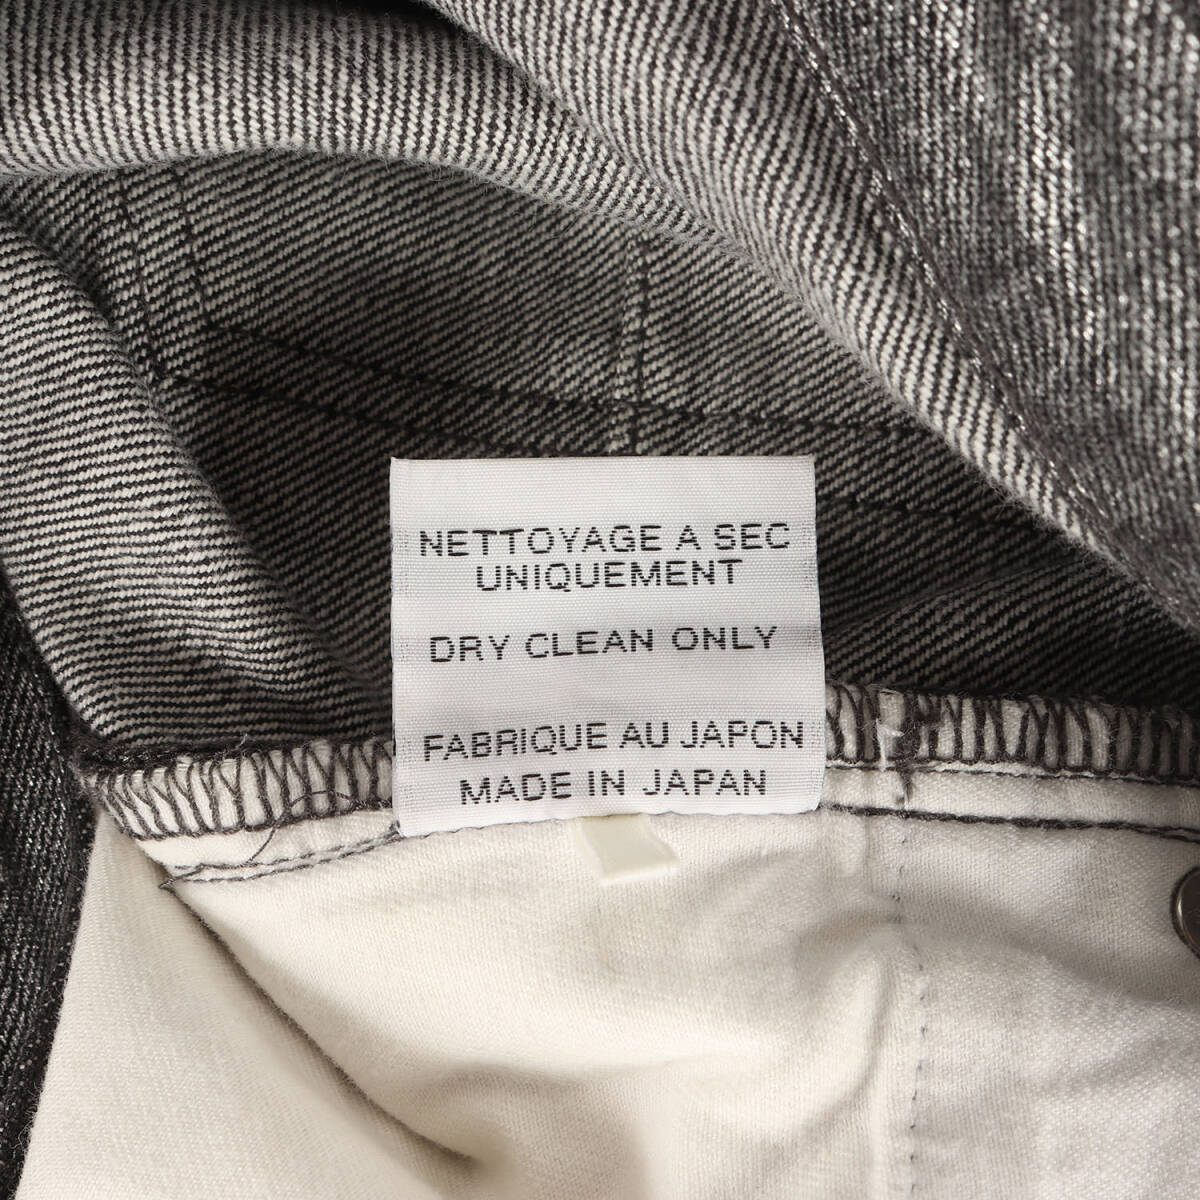 NETTOYAGE A SEC
UNIQUEMENT
DRY CLEAN ONLY
FABRIQUE AU JAPON
MADE IN JAPAN